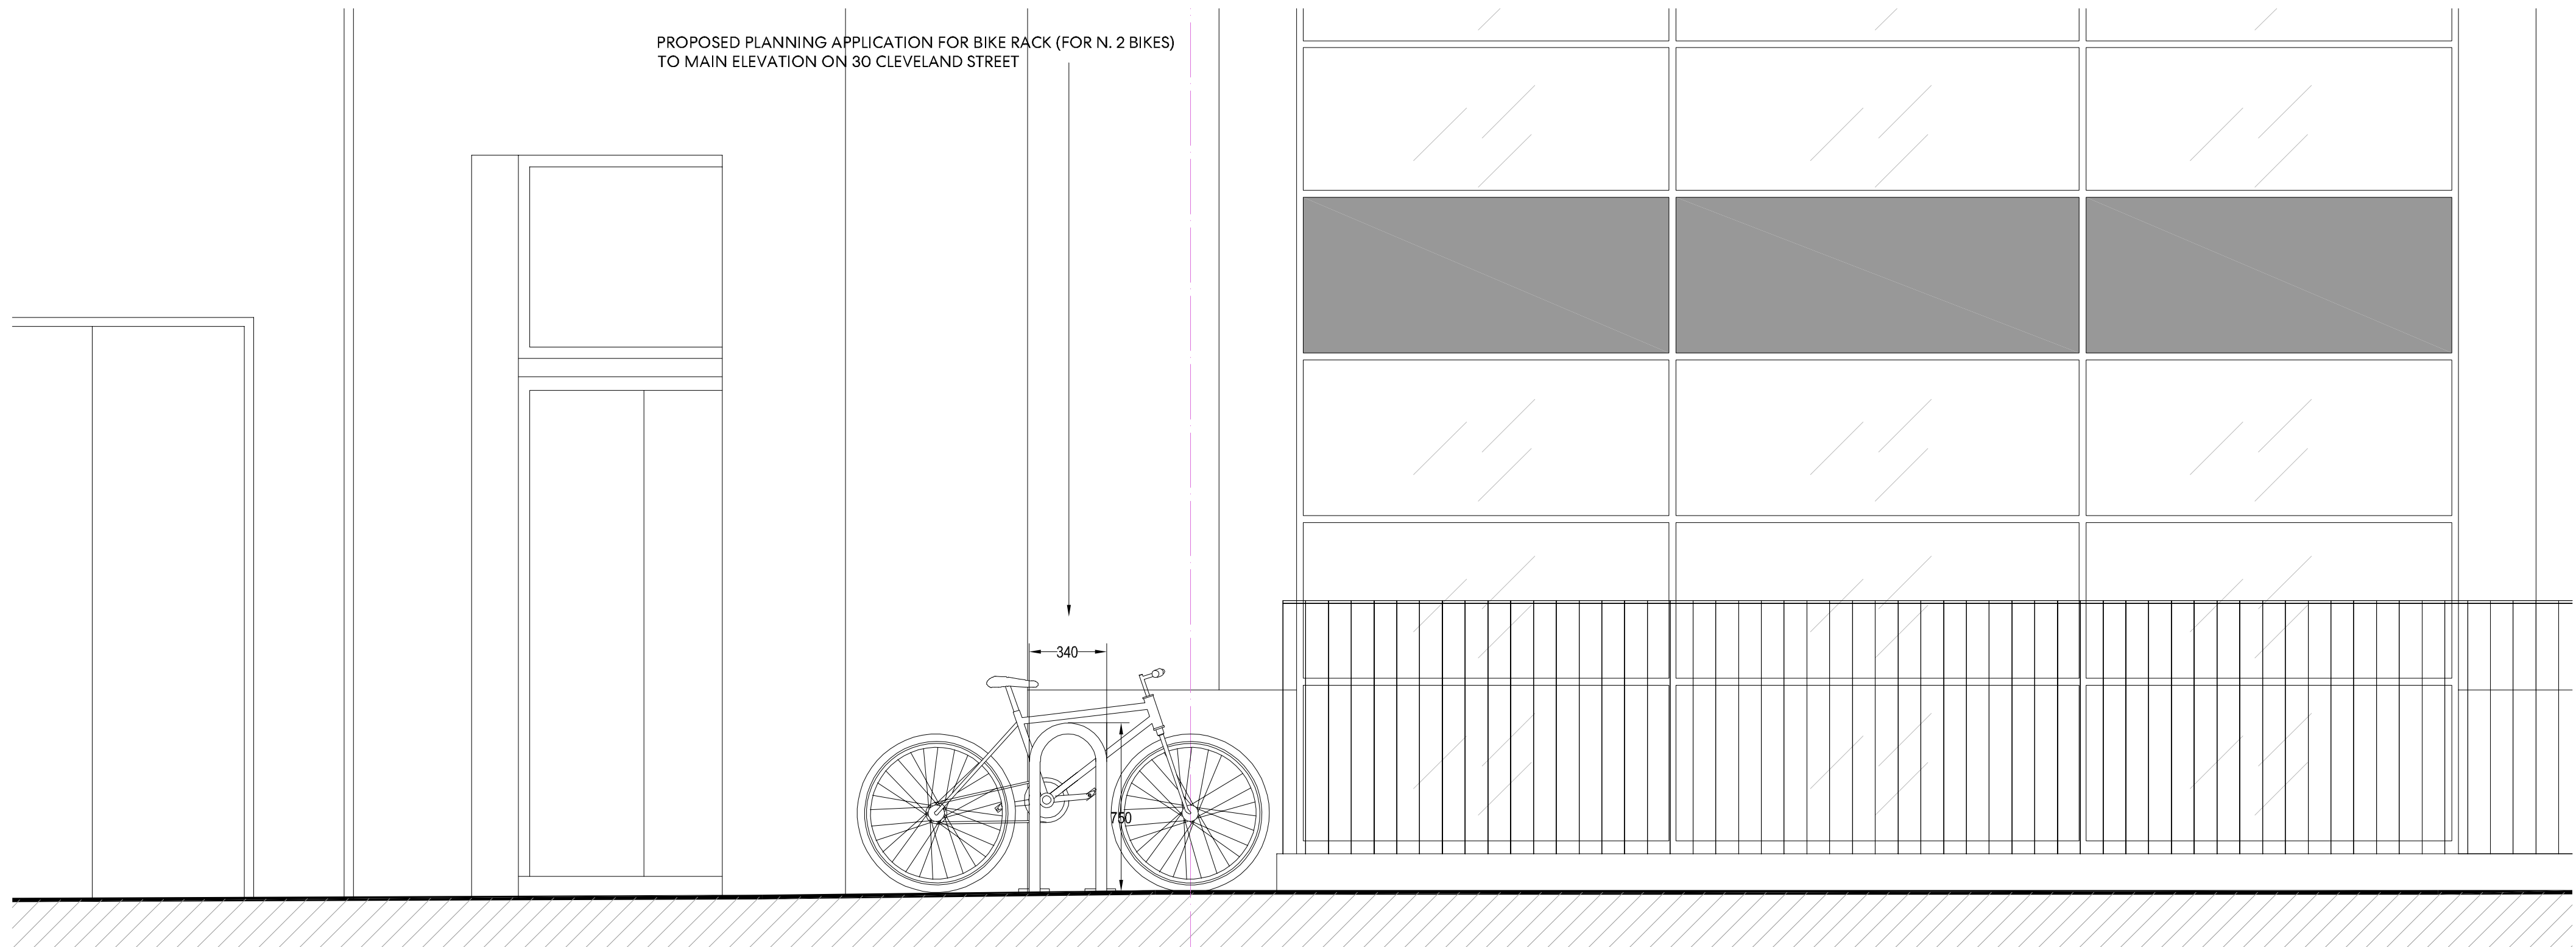 PROPOSED PLANNING APPLICATION FOR BIKE RACK (FOR N. 2 BIKES)
TO MAIN ELEVATION ON 30 CLEVELAND STREET
340
750